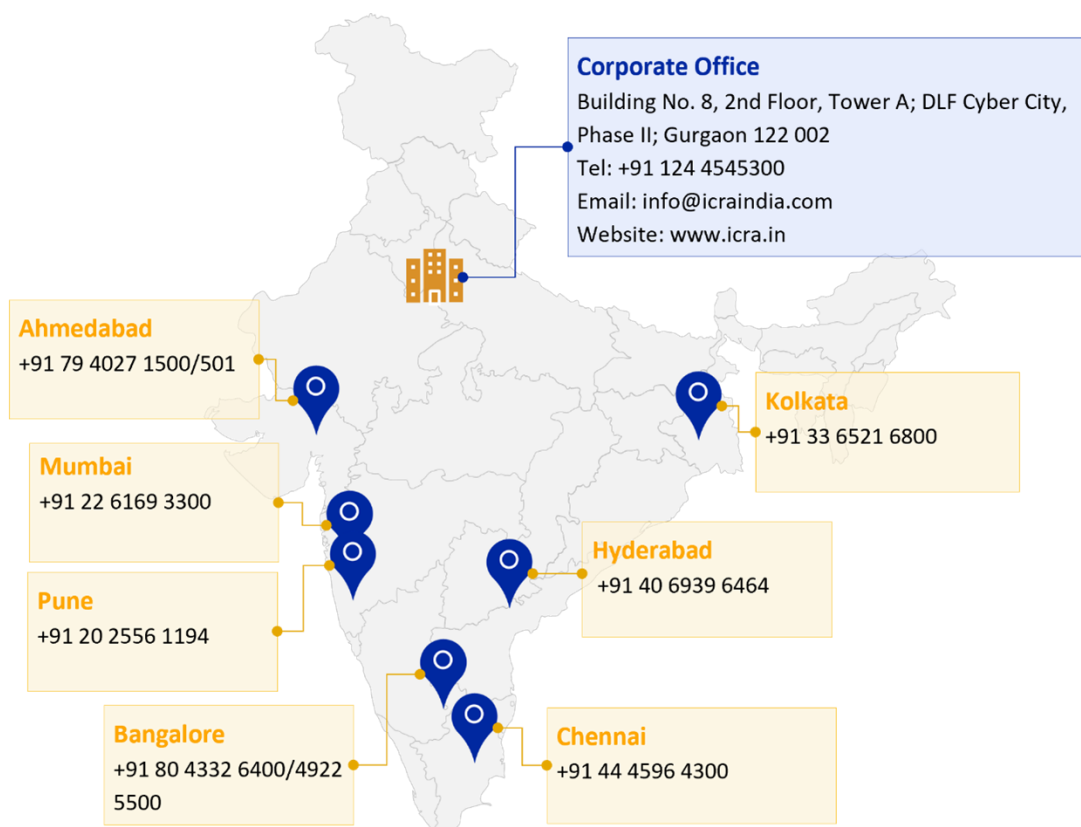 Corporate Office
Building No. 8, 2nd Floor, Tower A; DLF Cyber City,
Phase II; Gurgaon 122 002
Tel: +91 124 4545300
Email: info@icraindia.com
Website: www.icra.in
Ahmedabad
+91 79 4027 1500/501
Kolkata
+91 33 6521 6800
Mumbai
+91 22 6169 3300
Hyderabad
+91 40 6939 6464
Pune
+91 20 2556 1194
Bangalore
+91 80 4332 6400/4922
5500
Chennai
+91 44 4596 4300